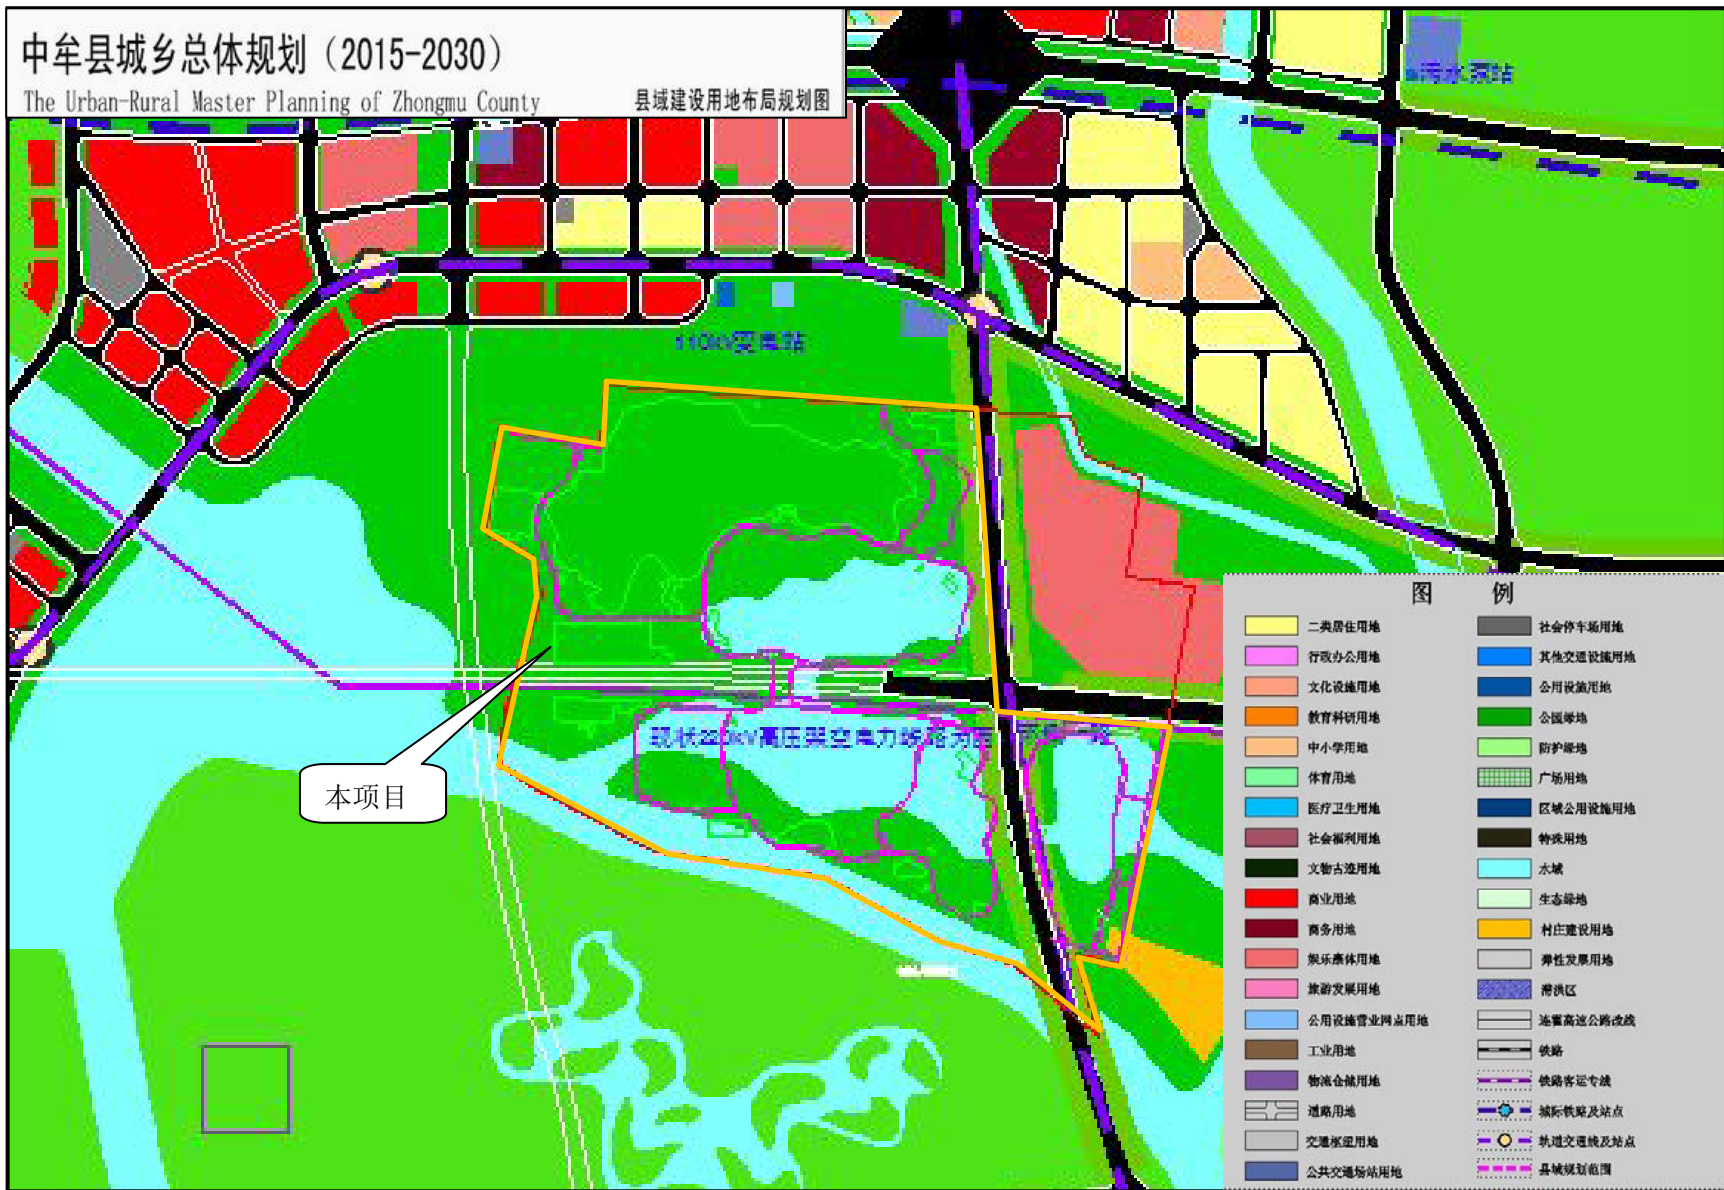 中牟县城乡总体规划（2015-2030）
The Urban-Rural Master Planning of Zhongmu County
县域建设用地布局规划图
污水泵站
110kV变电站
现状220kV高压架空电力线路为
本项目
图 例
二类居住用地
行政办公用地
文化设施用地
教育科研用地
中小学用地
体育用地
医疗卫生用地
社会福利用地
文物古迹用地
商业用地
商务用地
娱乐康体用地
旅游发展用地
公用设施营业网点用地
工业用地
物流仓储用地
道路用地
交通枢纽用地
公共交通场站用地
社会停车场用地
其他交通设施用地
公用设施用地
公园绿地
防护绿地
广场用地
区域公用设施用地
特殊用地
水域
生态绿地
村庄建设用地
弹性发展用地
滞洪区
连霍高速公路改线
铁路
铁路客运专线
城际铁路及站点
轨道交通线及站点
县域规划范围